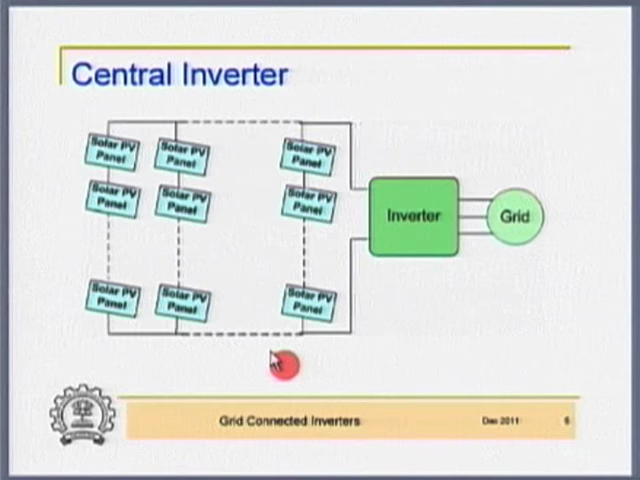 Central Inverter
Solar PV
Panel
Solar PV
Panel
Solar PV
Panel
Solar PV
Panel
Solar PV
Panel
Solar PV
Panel
Inverter
Grid
Solar PV
Panel
Solar PV
Panel
Solar PV
Panel
Grid Connected Inverters
Dec 2011
6